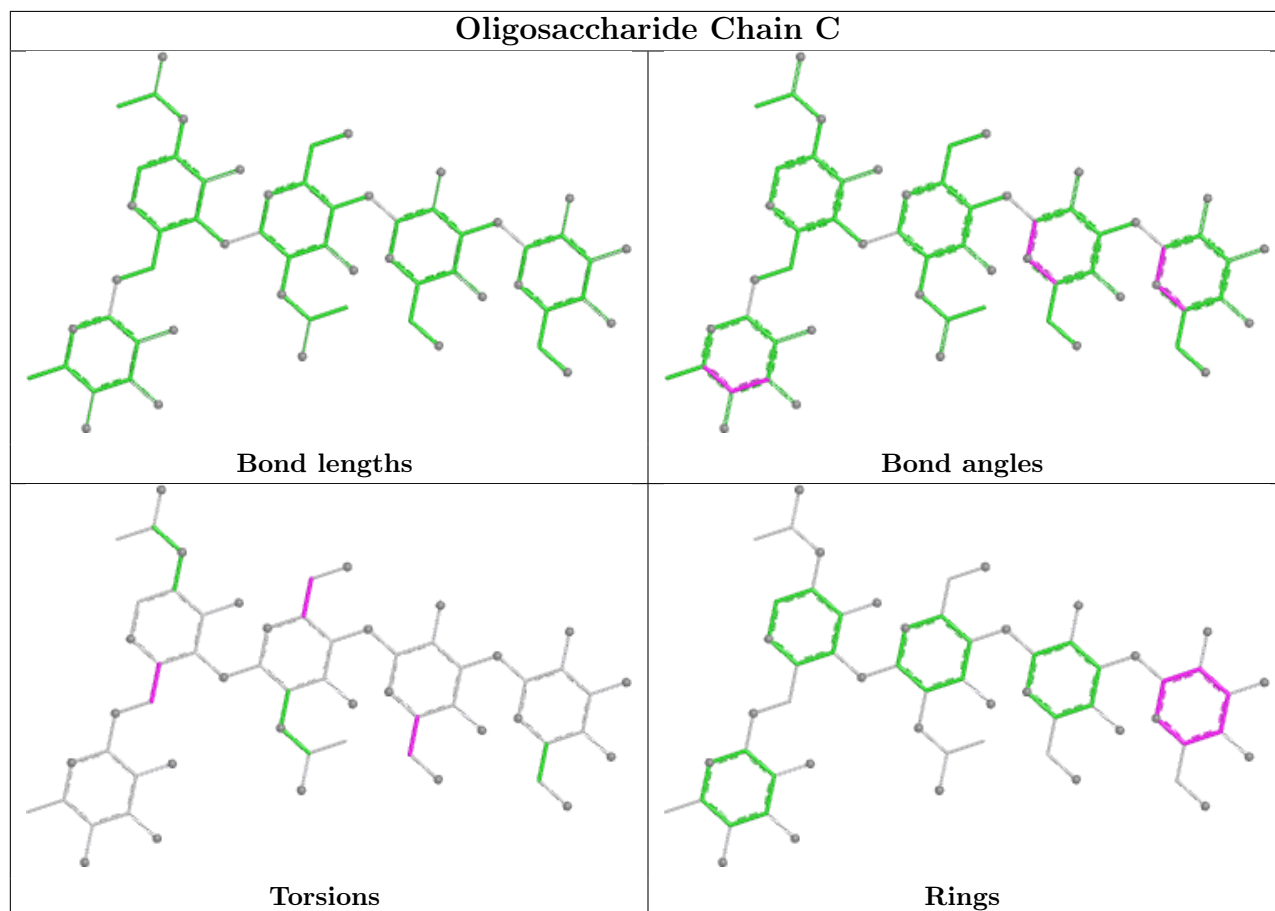 Oligosaccharide Chain C
Bond lengths
Bond angles
Torsions
Rings